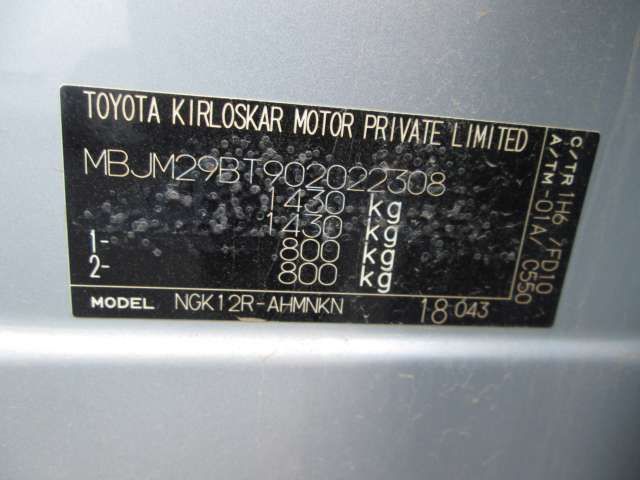 TOYOTA KIRLOSKAR MOTOR PRIVATE LIMITED
MBJM29BT902022308
1430 kg
1430 kg
1- 800 kg
2- 800 kg
MODEL NGK12R-AHMNKN 18 043
C/TR 1H6 /FD10
A/TM-01A/ C550